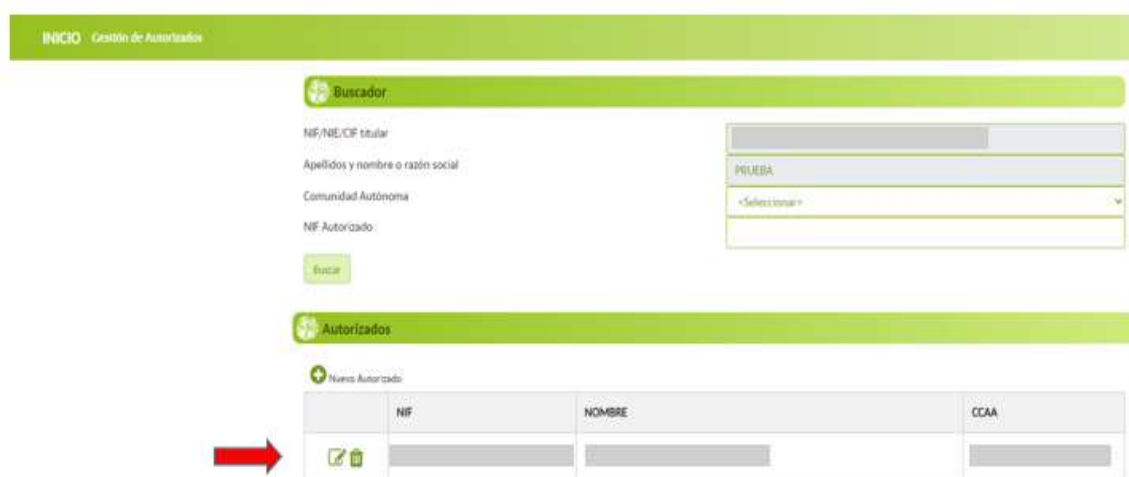 INICIO Gestión de Autorizados
Buscador
NIF/NIE/CIF titular
Apellidos y nombre o razón social
PRUEBA
Comunidad Autónoma
<Seleccionar>
NIF Autorizado
Buscar
Autorizados
Nuevo Autorizado
NIF NOMBRE CCAA